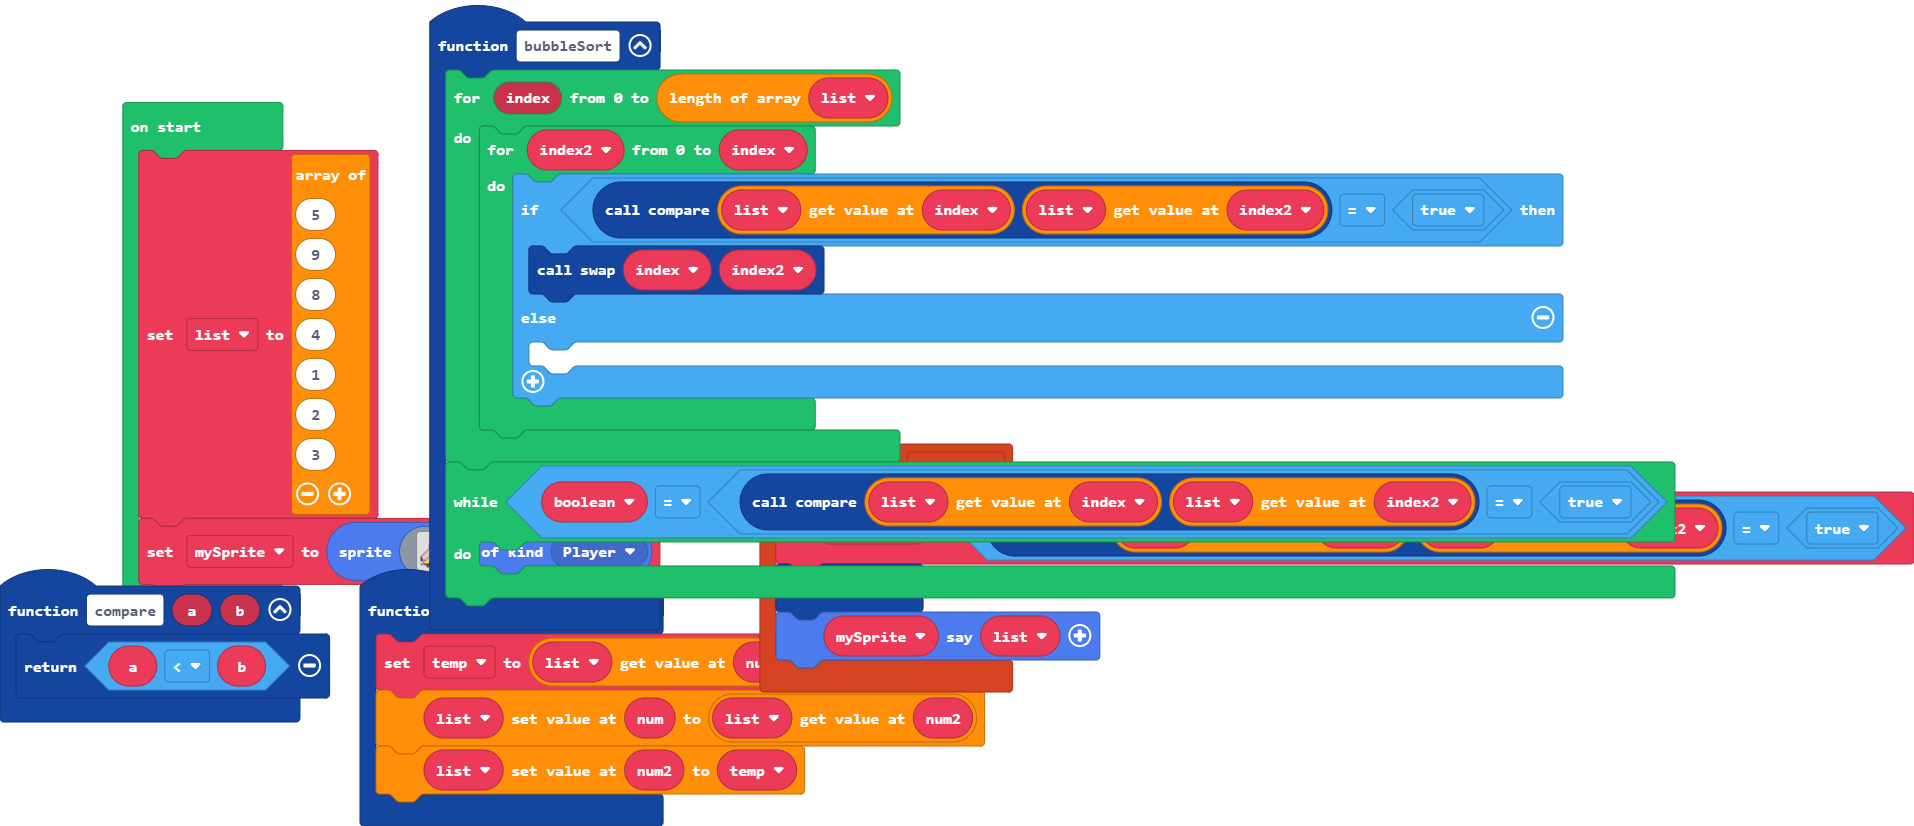 function bubbleSort
for index from 0 to length of array list
do
for index2 from 0 to index
do
if call compare list get value at index list get value at index2 = true then
call swap index index2
else
while boolean = call compare list get value at index list get value at index2 = true
do
on start
set list to array of
5
9
8
4
1
2
3
set mySprite to sprite of kind Player
= true
function compare a b
return a < b
set temp to list get value at
list set value at num to list get value at num2
list set value at num2 to temp
mySprite say list